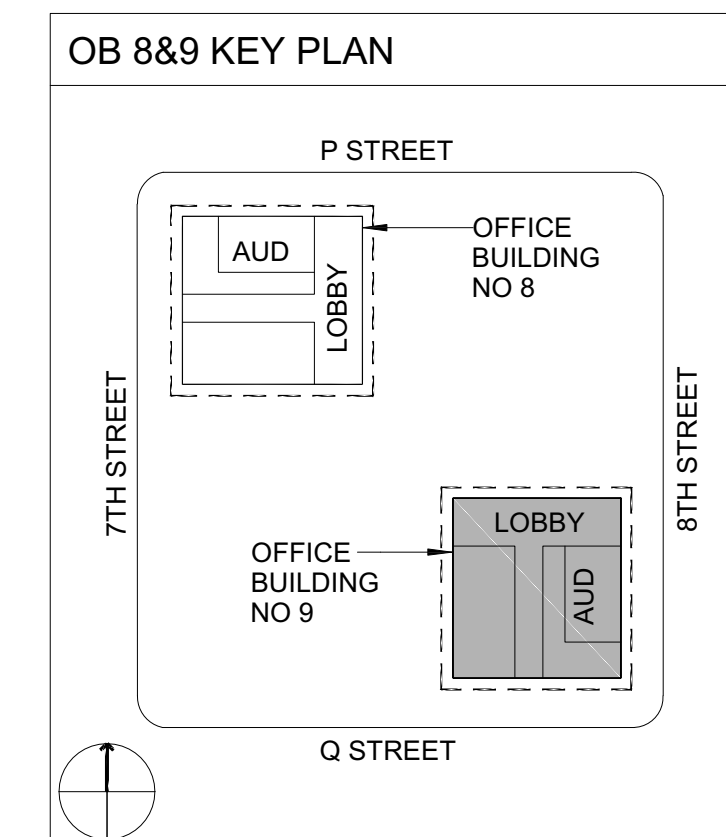 OB 8&9 KEY PLAN
P STREET
AUD
LOBBY
OFFICE
BUILDING
NO 8
7TH STREET
8TH STREET
LOBBY
AUD
OFFICE
BUILDING
NO 9
Q STREET